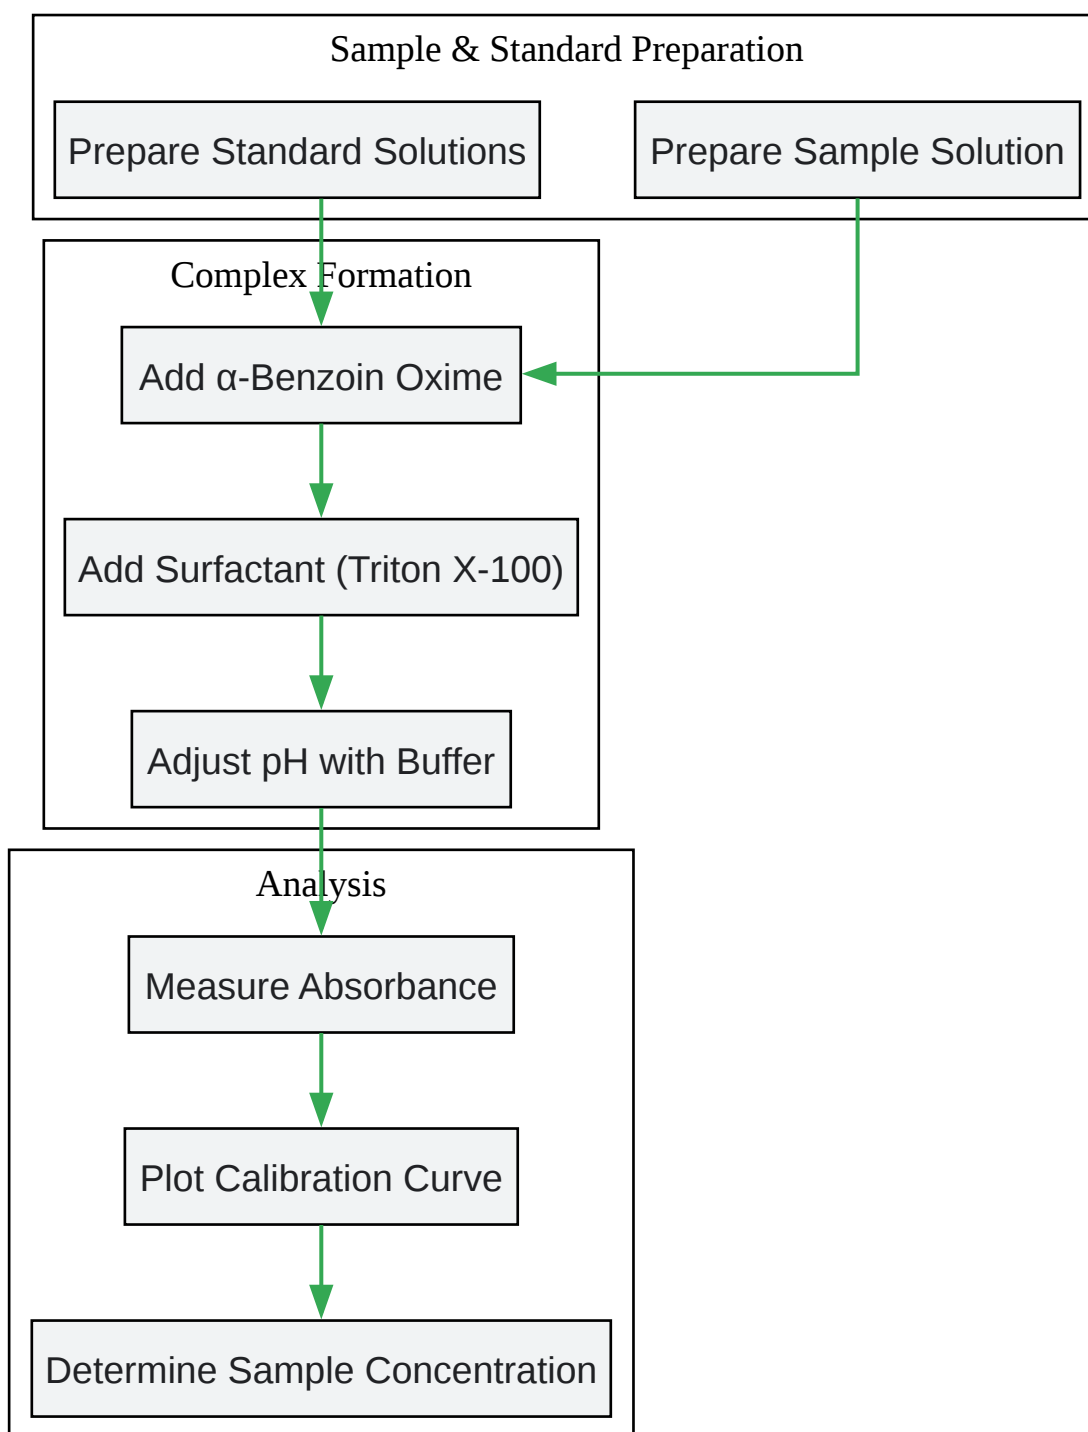 Sample & Standard Preparation
Prepare Standard Solutions
Prepare Sample Solution
Complex Formation
Add α-Benzoin Oxime
Add Surfactant (Triton X-100)
Adjust pH with Buffer
Analysis
Measure Absorbance
Plot Calibration Curve
Determine Sample Concentration